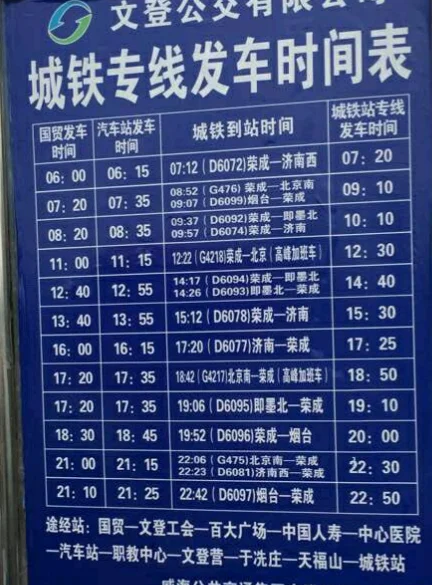 文登公交有限公司
城铁专线发车时间表
国贸发车时间 汽车站发车时间 城铁到站时间 城铁站专线发车时间
06:00 06:15 07:12(D6072)荣成—济南西 07:20
07:20 07:35 08:52(G476)荣成—北京南 09:07(D6099)烟台—荣成 09:10
08:20 08:35 09:37(D6092)荣成—即墨北 09:57(D6074)荣成—济南 10:10
11:00 11:15 12:22(G4218)荣成—北京(高峰加班车) 12:30
12:40 12:55 14:17(D6094)荣成—即墨北 14:26(D6093)即墨北—荣成 14:40
13:40 13:55 15:12(D6078)荣成—济南 15:30
16:00 16:15 17:20(D6077)济南—荣成 17:25
17:20 17:35 18:42(G4217)北京南—荣成(高峰加班车) 18:50
17:20 17:35 19:06(D6095)即墨北—荣成 19:10
18:30 18:45 19:52(D6096)荣成—烟台 20:00
21:00 21:15 22:06(G475)北京南—荣成 22:23(D6081)济南西—荣成 22:30
21:10 21:25 22:42(D6097)烟台—荣成 22:50
途经站:国贸—文登工会—百大广场—中国人寿—中心医院
—汽车站—职教中心—文登营—于洗庄—天福山—城铁站